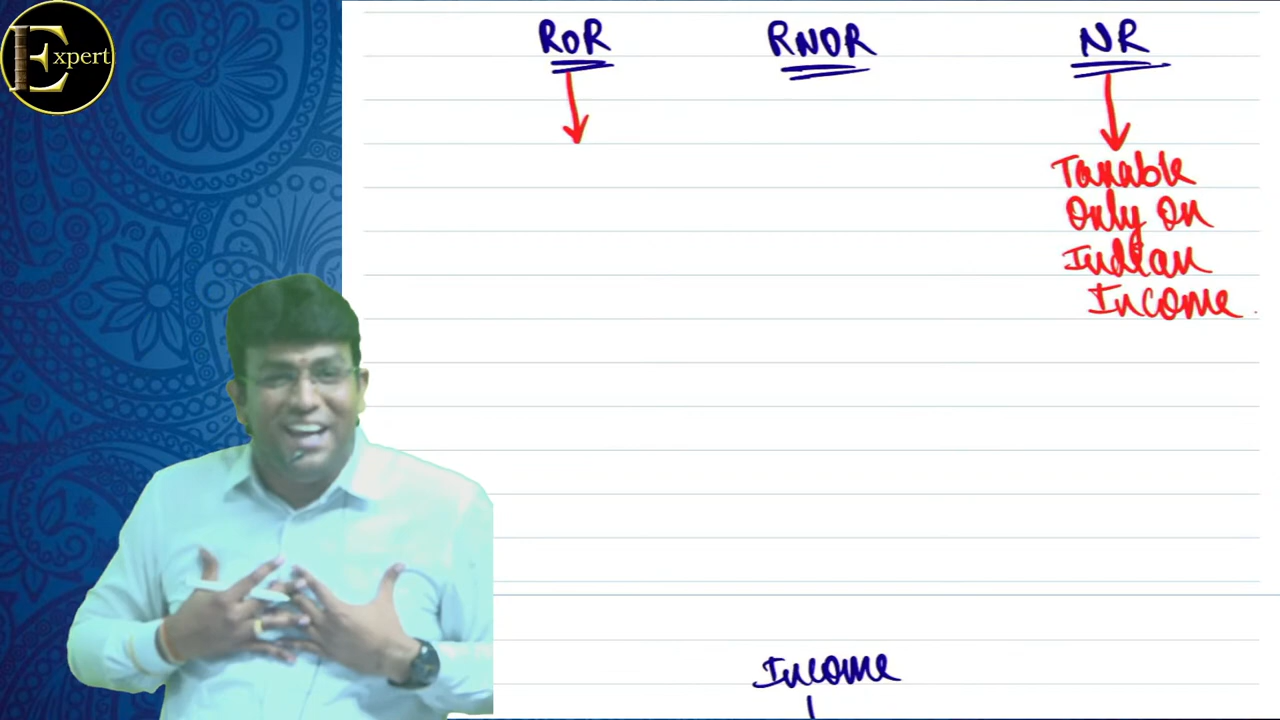 Expert
ROR RNOR NR
Taxable
Only on
Indian
Income.
Income